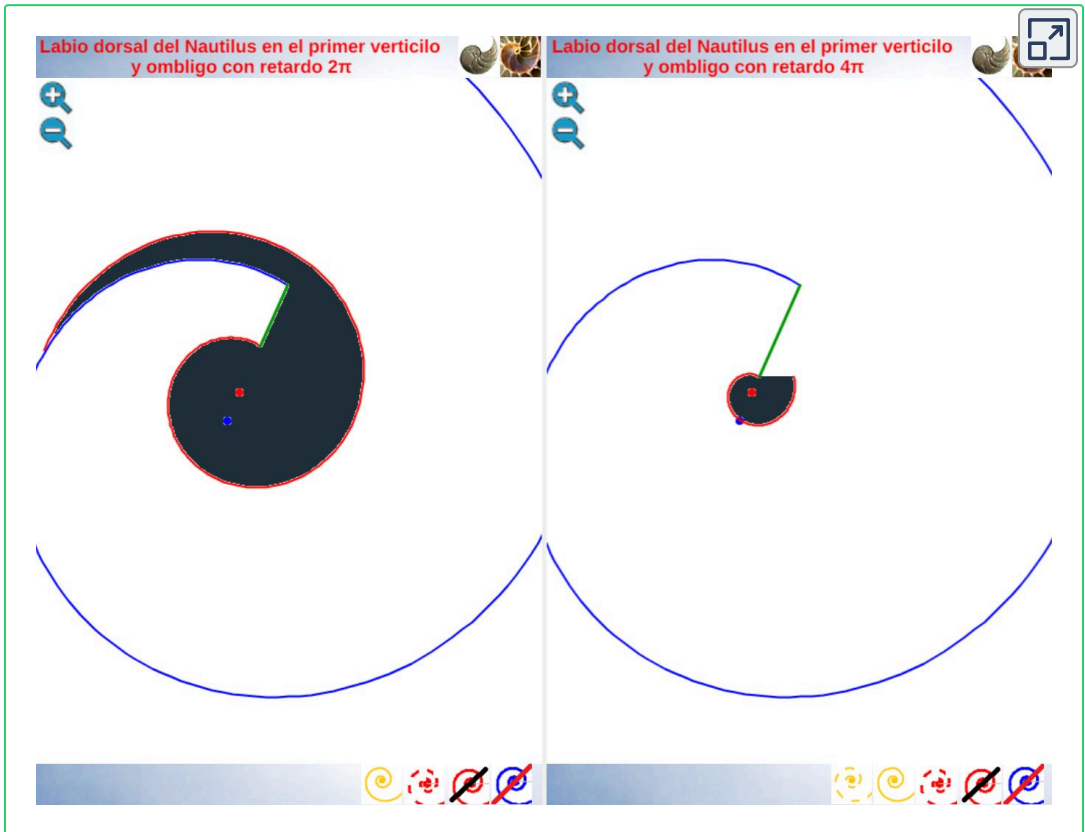 Labio dorsal del Nautilus en el primer verticilo
y ombligo con retardo 2π
Labio dorsal del Nautilus en el primer verticilo
y ombligo con retardo 4π